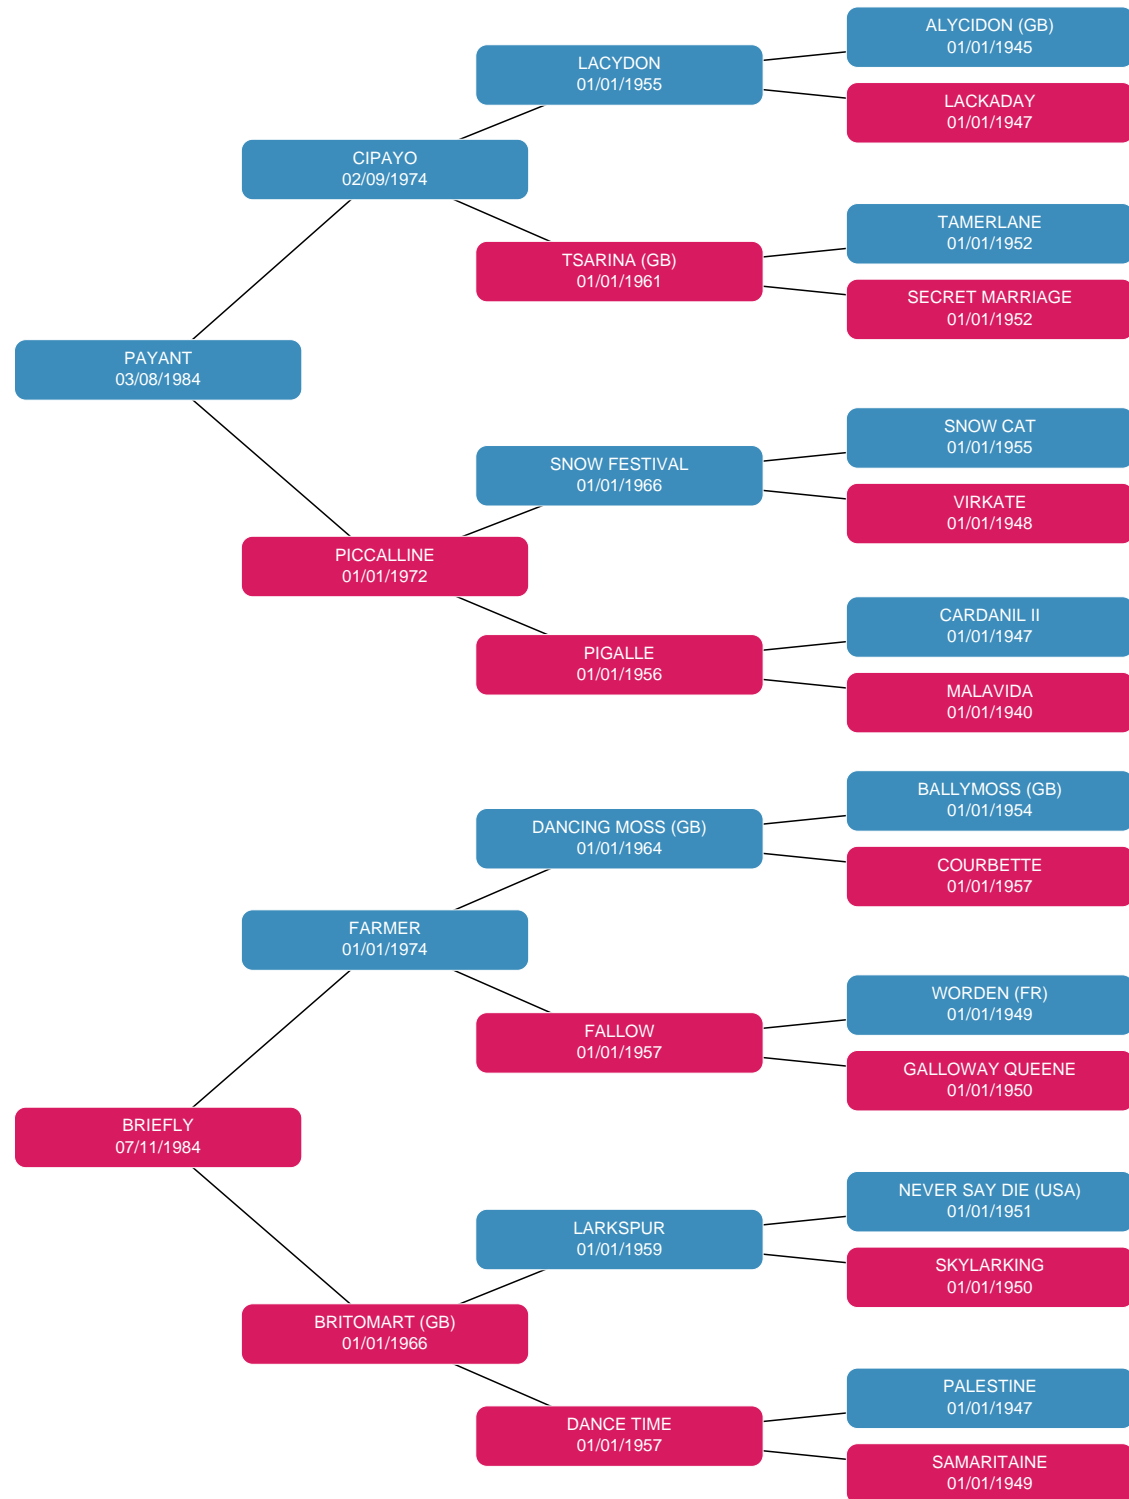 ALYCIDON (GB)
01/01/1945
LACYDON
01/01/1955
LACKADAY
01/01/1947
CIPAYO
02/09/1974
TAMERLANE
01/01/1952
TSARINA (GB)
01/01/1961
SECRET MARRIAGE
01/01/1952
PAYANT
03/08/1984
SNOW CAT
01/01/1955
SNOW FESTIVAL
01/01/1966
VIRKATE
01/01/1948
PICCALLINE
01/01/1972
CARDANIL II
01/01/1947
PIGALLE
01/01/1956
MALAVIDA
01/01/1940
BALLYMOSS (GB)
01/01/1954
DANCING MOSS (GB)
01/01/1964
COURBETTE
01/01/1957
FARMER
01/01/1974
WORDEN (FR)
01/01/1949
FALLOW
01/01/1957
GALLOWAY QUEENE
01/01/1950
BRIEFLY
07/11/1984
NEVER SAY DIE (USA)
01/01/1951
LARKSPUR
01/01/1959
SKYLARKING
01/01/1950
BRITOMART (GB)
01/01/1966
PALESTINE
01/01/1947
DANCE TIME
01/01/1957
SAMARITAINE
01/01/1949